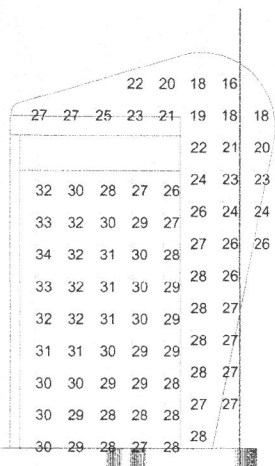 22 20 18 16
27 27 25 23 21 19 18 18
22 21 20
32 30 28 27 26 24 23 23
33 32 30 29 27 26 24 24
34 32 31 30 28 27 26 26
33 32 31 30 29 28 26
32 32 31 30 29 28 27
31 31 30 29 29 28 27
30 30 29 29 28 28 27
30 29 28 28 28 27 27
30 29 28 27 28 28